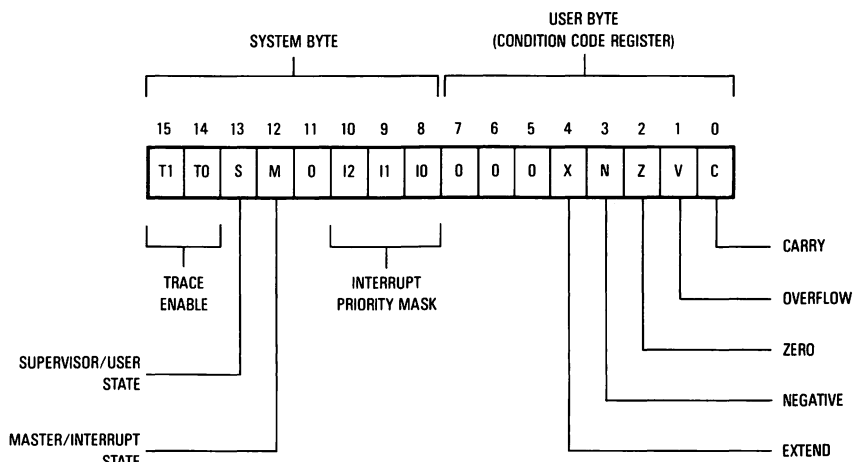 USER BYTE
SYSTEM BYTE (CONDITION CODE REGISTER)
15 14 13 12 11 10 9 8 7 6 5 4 3 2 1 0
T1 T0 S M 0 I2 I1 I0 0 0 0 X N Z V C
CARRY
TRACE INTERRUPT
ENABLE PRIORITY MASK
OVERFLOW
ZERO
SUPERVISOR/USER
STATE
NEGATIVE
MASTER/INTERRUPT
EXTEND
STATE